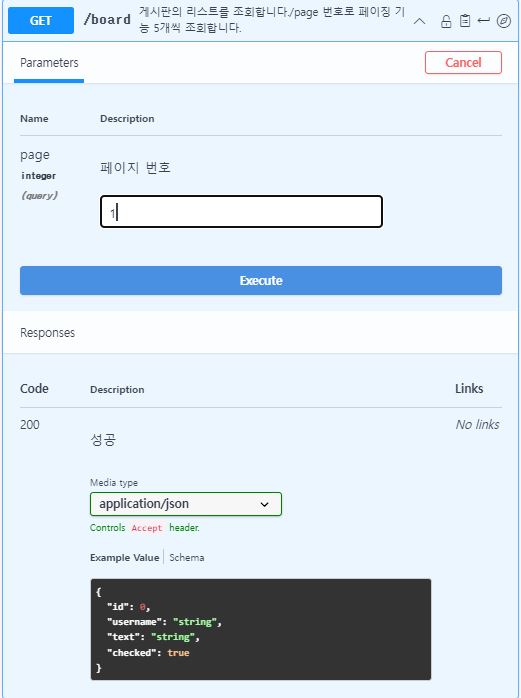 GET /board 게시판의 리스트를 조회합니다./page 번호로 페이징 기
능 5개씩 조회합니다.
Parameters
Cancel
Name Description
page
integer
(query)
페이지 번호
1
Execute
Responses
Code Description Links
200 No links
성공
Media type
application/json
Controls Accept header.
Example Value Schema
{
"id": 0,
"username": "string",
"text": "string",
"checked": true
}